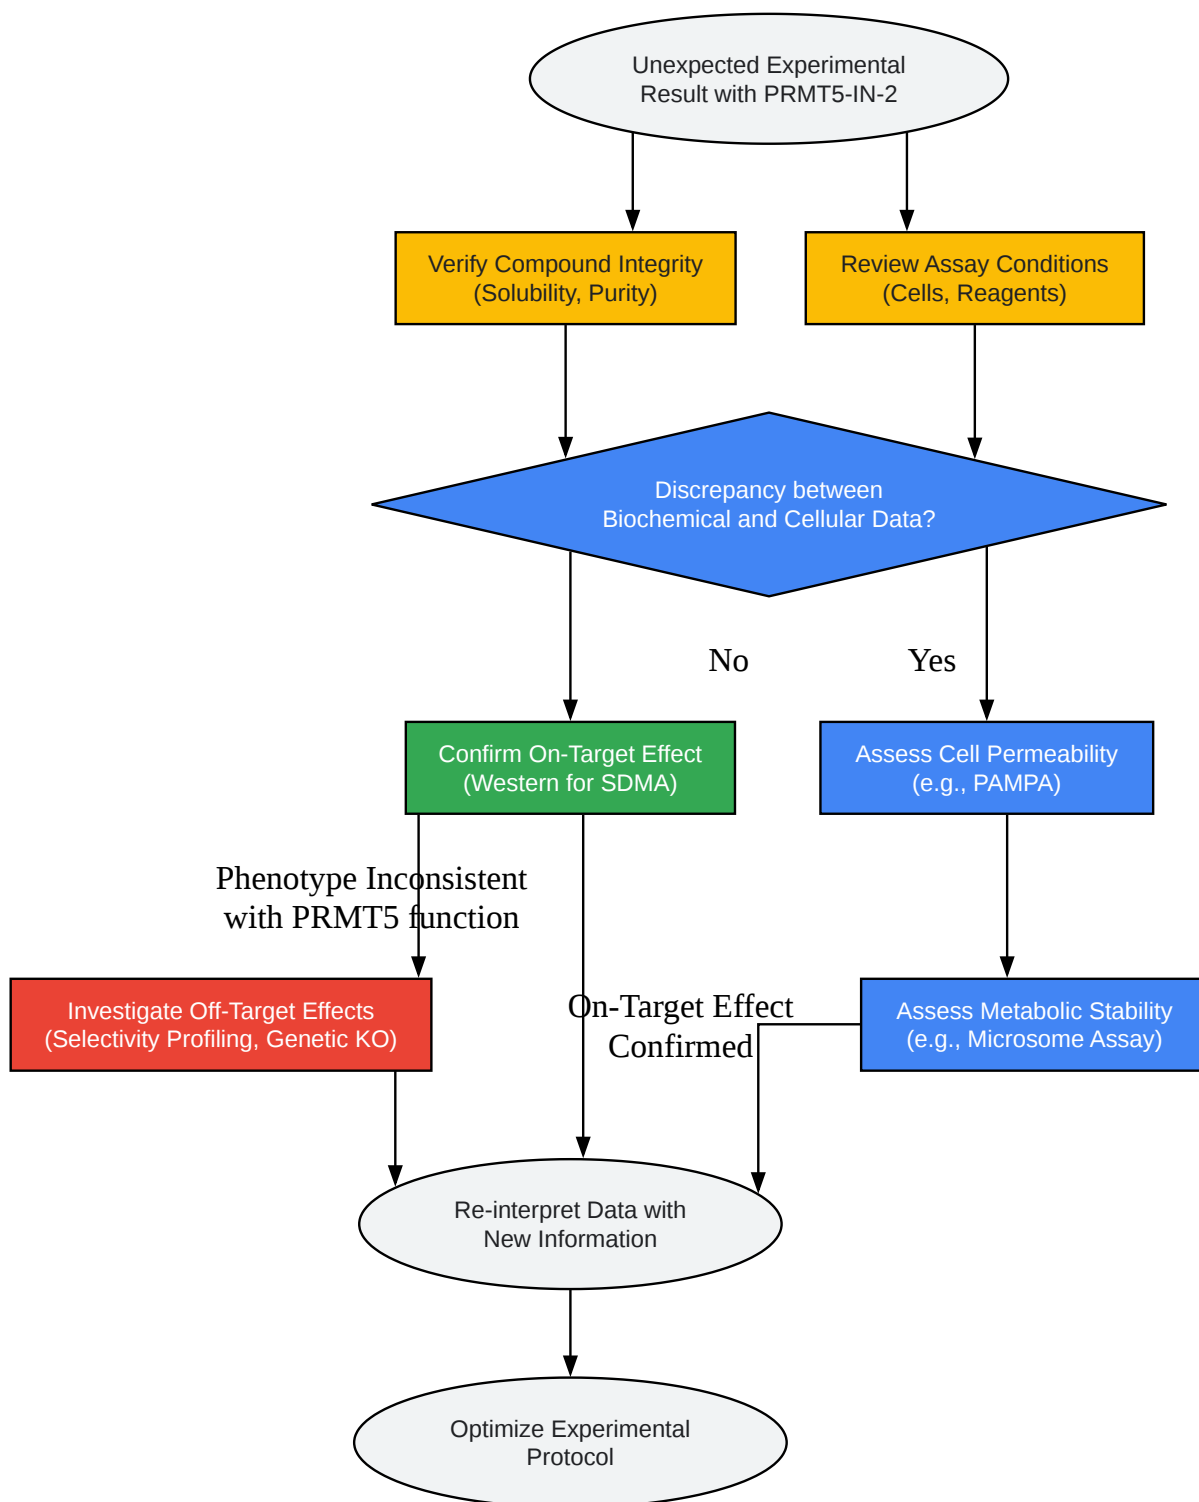 Unexpected Experimental
Result with PRMT5-IN-2
Verify Compound Integrity
(Solubility, Purity)
Review Assay Conditions
(Cells, Reagents)
Discrepancy between
Biochemical and Cellular Data?
No
Yes
Confirm On-Target Effect
(Western for SDMA)
Assess Cell Permeability
(e.g., PAMPA)
Phenotype Inconsistent
with PRMT5 function
Investigate Off-Target Effects
(Selectivity Profiling, Genetic KO)
On-Target Effect
Confirmed
Assess Metabolic Stability
(e.g., Microsome Assay)
Re-interpret Data with
New Information
Optimize Experimental
Protocol